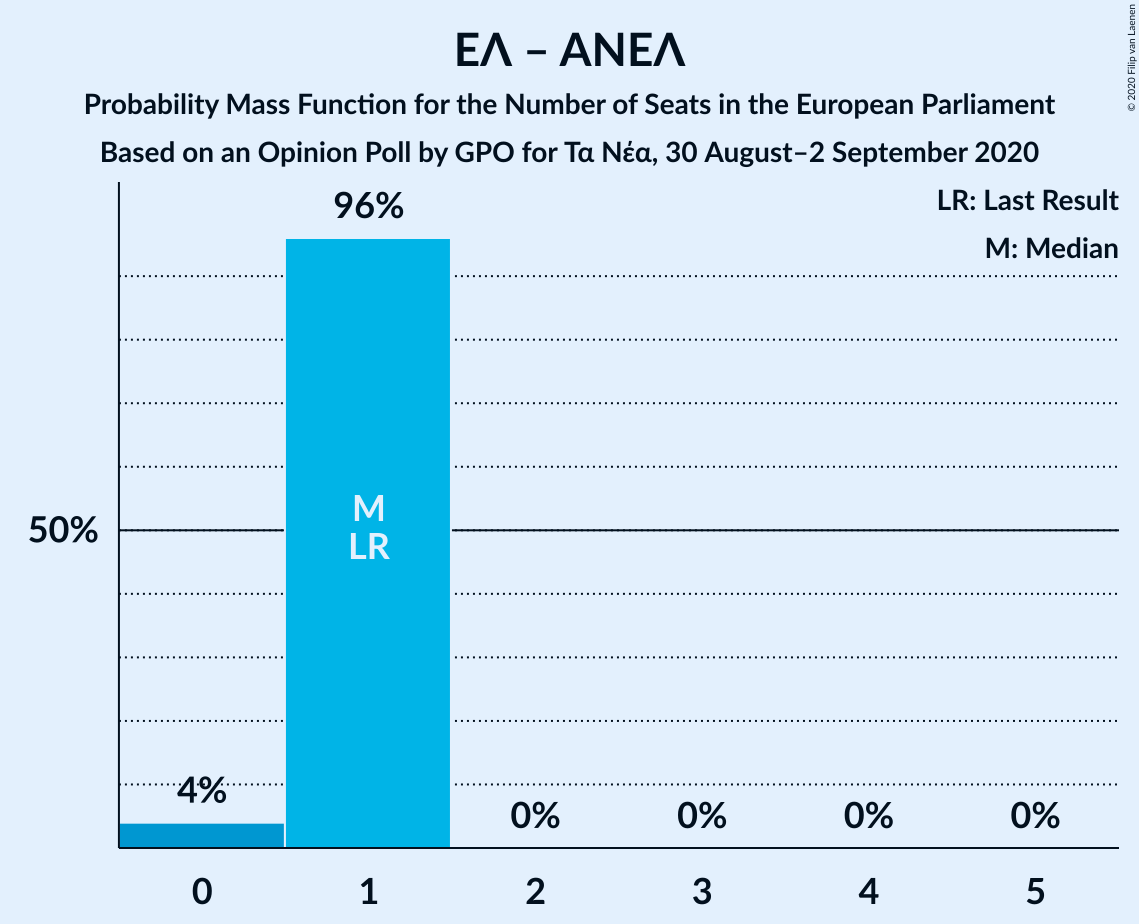 ΕΛ – ΑΝΕΛ
Probability Mass Function for the Number of Seats in the European Parliament
Based on an Opinion Poll by GPO for Τα Νέα, 30 August–2 September 2020
© 2020 Filip van Laenen
LR: Last Result
M: Median
96%
50%
M
LR
4%
0%
0%
0%
0%
0
1
2
3
4
5